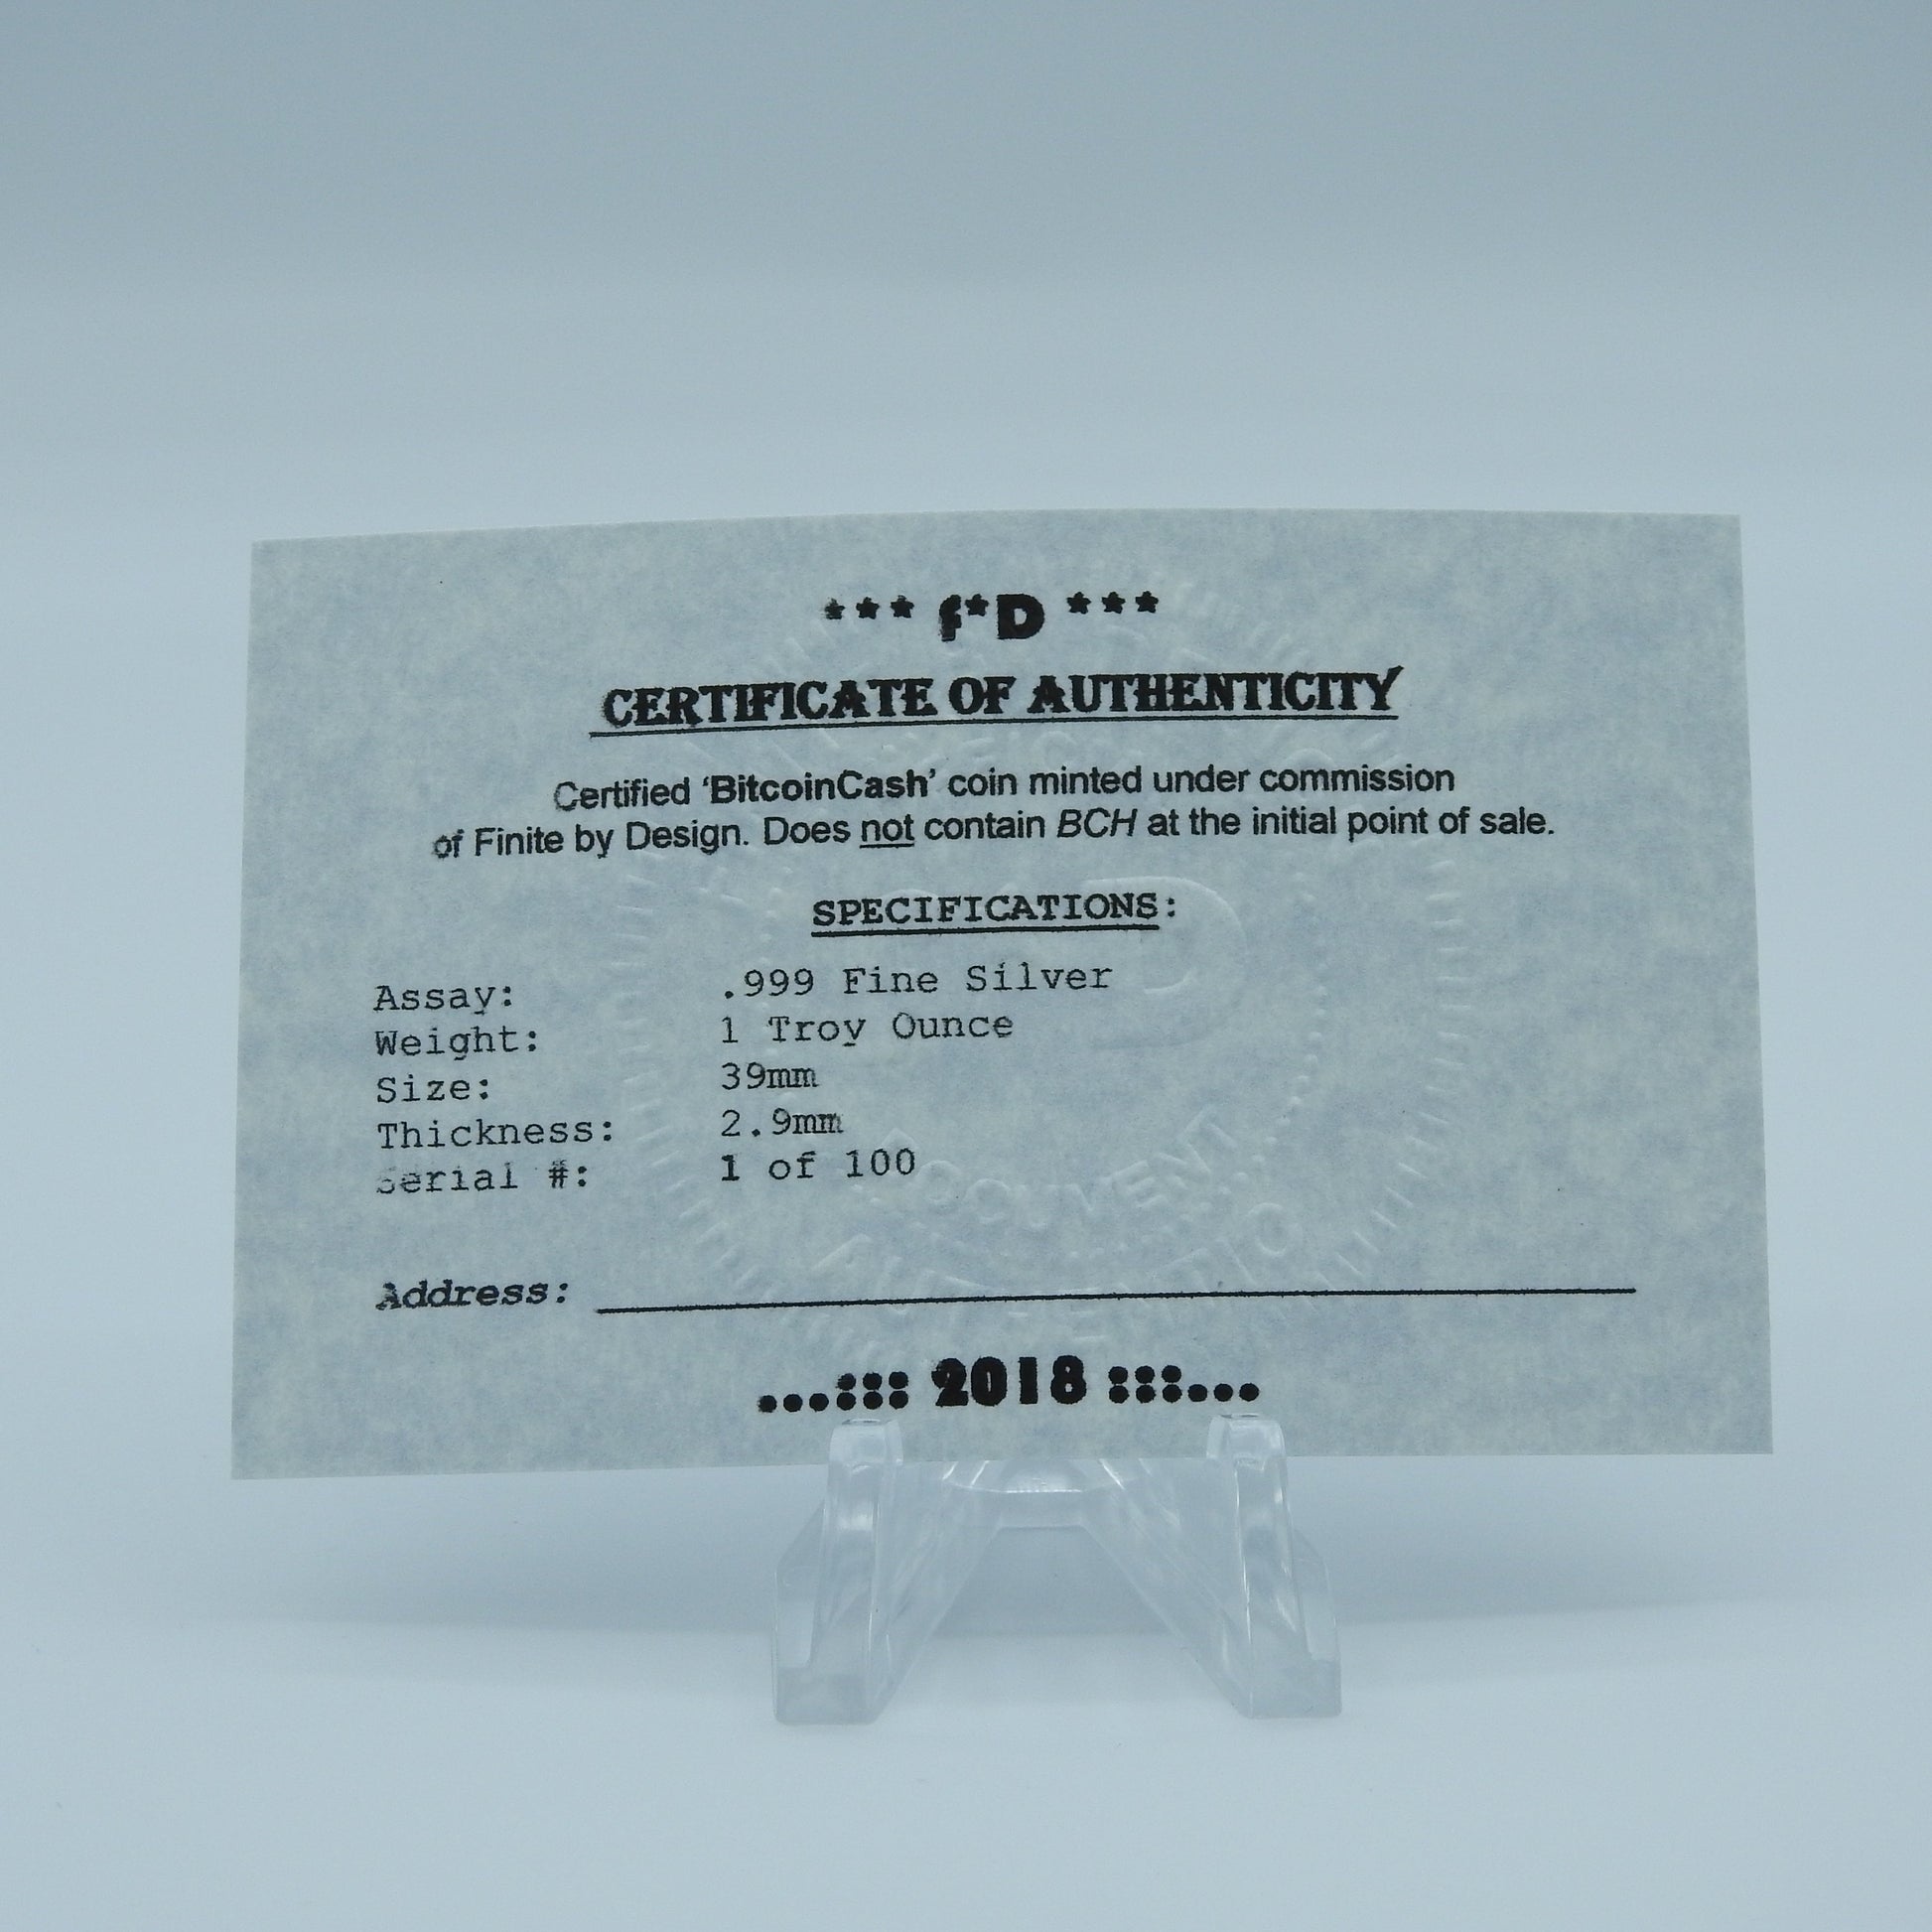 *** f*D ***
CERTIFICATE OF AUTHENTICITY
Certified ‘BitcoinCash’ coin minted under commission
of Finite by Design. Does not contain BCH at the initial point of sale.
SPECIFICATIONS:
Assay: .999 Fine Silver
Weight: 1 Troy Ounce
Size: 39mm
Thickness: 2.9mm
Serial #: 1 of 100
Address:
...::: 2018 :::...